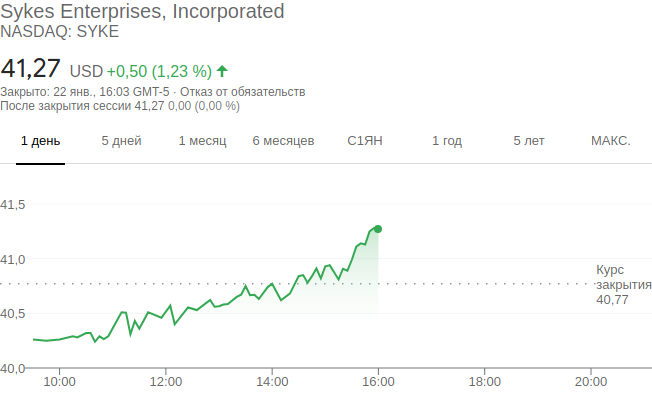 Sykes Enterprises, Incorporated
NASDAQ: SYKE
41,27 USD +0,50 (1,23 %)
Закрыто: 22 янв., 16:03 GMT-5 · Отказ от обязательств
После закрытия сессии 41,27 0,00 (0,00 %)
1 день 5 дней 1 месяц 6 месяцев С1ЯН 1 год 5 лет МАКС.
41,5
41,0
Курс
закрытия
40,77
40,5
40,0
10:00 12:00 14:00 16:00 18:00 20:00